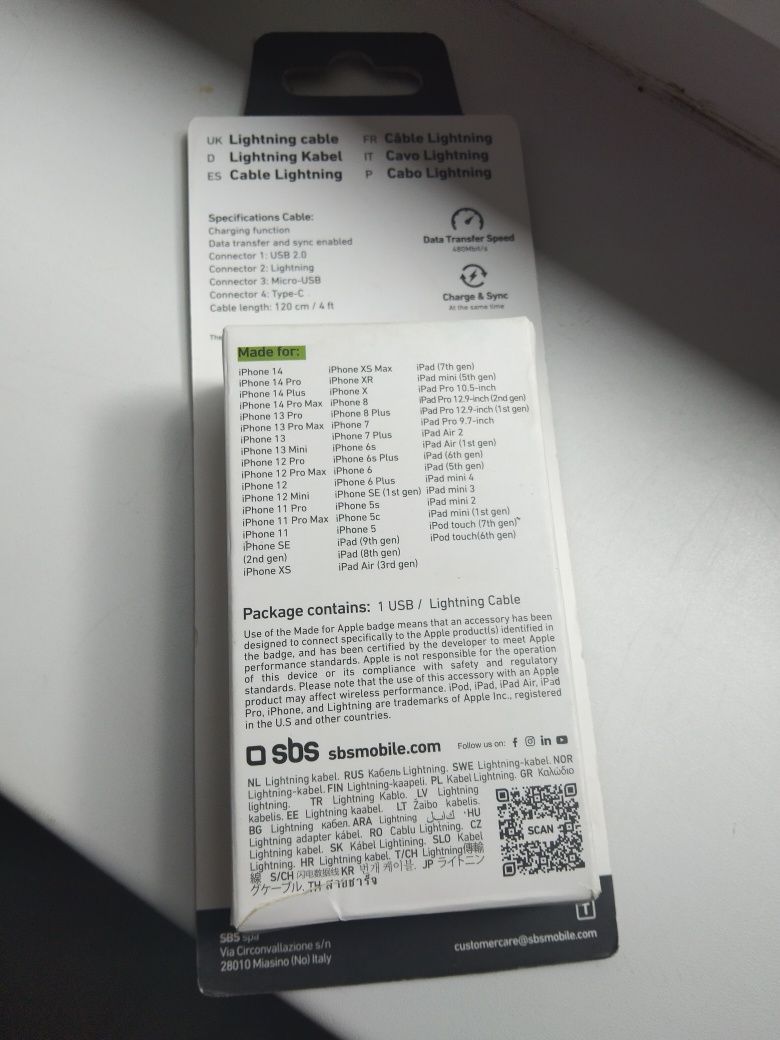 UK Lightning cable
D Lightning Kabel
ES Cable Lightning
FR Câble Lightning
IT Cavo Lightning
P Cabo Lightning
Specifications Cable:
Charging function
Data transfer and sync enabled
Connector 1: USB 2.0
Connector 2: Lightning
Connector 3: Micro-USB
Connector 4: Type-C
Cable length: 120 cm / 4 ft
Data Transfer Speed
480Mbit/s
Charge & Sync
At the same time
Made for:
iPhone 14
iPhone 14 Pro
iPhone 14 Plus
iPhone 14 Pro Max
iPhone 13 Pro
iPhone 13 Pro Max
iPhone 13
iPhone 13 Mini
iPhone 12 Pro
iPhone 12 Pro Max
iPhone 12
iPhone 12 Mini
iPhone 11 Pro
iPhone 11 Pro Max
iPhone 11
iPhone SE
(2nd gen)
iPhone XS
iPhone XS Max
iPhone XR
iPhone X
iPhone 8
iPhone 8 Plus
iPhone 7
iPhone 7 Plus
iPhone 6s
iPhone 6s Plus
iPhone 6
iPhone 6 Plus
iPhone SE (1st gen)
iPhone 5s
iPhone 5c
iPhone 5
iPad (9th gen)
iPad (8th gen)
iPad Air (3rd gen)
iPad (7th gen)
iPad mini (5th gen)
iPad Pro 10.5-inch
iPad Pro 12.9-inch (2nd gen)
iPad Pro 12.9-inch (1st gen)
iPad Pro 9.7-inch
iPad Air 2
iPad Air (1st gen)
iPad (6th gen)
iPad (5th gen)
iPad mini 4
iPad mini 3
iPad mini 2
iPad mini (1st gen)
iPod touch (7th gen)
iPod touch(6th gen)
Package contains: 1 USB / Lightning Cable
Use of the Made for Apple badge means that an accessory has been
designed to connect specifically to the Apple product(s) identified in
the badge, and has been certified by the developer to meet Apple
performance standards. Apple is not responsible for the operation
of this device or its compliance with safety and regulatory
standards. Please note that the use of this accessory with an Apple
product may affect wireless performance. iPod, iPad, iPad Air, iPad
Pro, iPhone, and Lightning are trademarks of Apple Inc., registered
in the U.S and other countries.
sbs sbsmobile.com Follow us on:
NL Lightning kabel. RUS Кабель Lightning. SWE Lightning-kabel. NOR
Lightning-kabel. FIN Lightning-kaapeli. PL Kabel Lightning. GR Καλώδιο
lightning. TR Lightning Kablo. LV Lightning
kabelis. EE Lightning kaabel. LT Žaibo kabelis.
BG Lightning кабел. ARA Lightning كابل. HU
Lightning adapter kábel. RO Cablu Lightning. CZ
Lightning kabel. SK Kábel Lightining. SLO Kabel
Lightning. HR Lightning kabel. T/CH Lightning傳輸
線 S/CH 闪电数据线 KR 번개 케이블. JP ライトニン
グケーブル. TH สายชาร์จ
SCAN
T
SBS spa
Via Circonvallazione s/n
28010 Miasino (No) Italy
customercare@sbsmobile.com